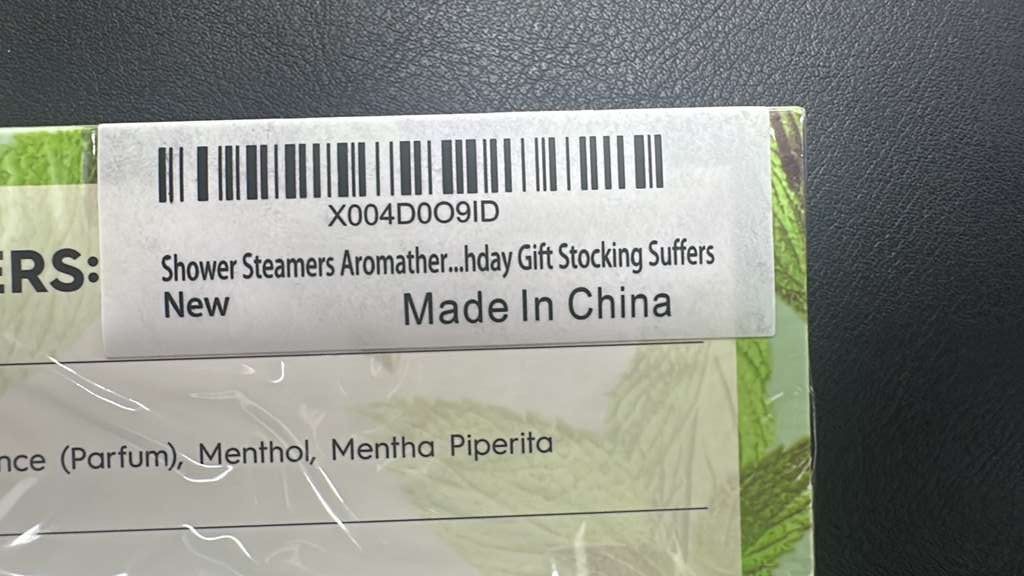 X004D0O9ID
Shower Steamers Aromather...hday Gift Stocking Suffers
New
Made In China
ERS:
nce (Parfum), Menthol, Mentha Piperita